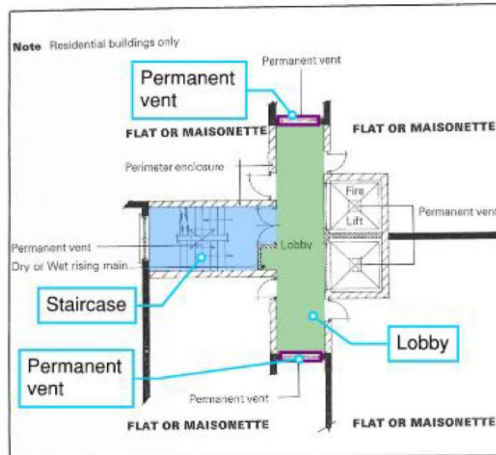 Note Residential buildings only
Permanent vent
Permanent
vent
FLAT OR MAISONETTE
FLAT OR MAISONETTE
Perimeter enclosure
Fire
Lift
Permanent vent
Lobby
Permanent vent
Dry or Wet rising main
Staircase
Lobby
Permanent
vent
Permanent vent
FLAT OR MAISONETTE
FLAT OR MAISONETTE